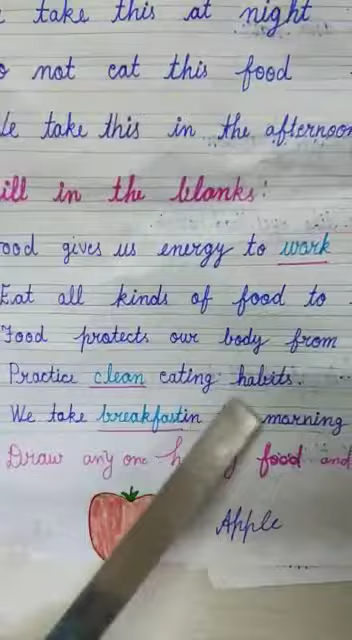 take this at night
not eat this food
take this in the afternoon
in the blanks:
gives us energy to work
Eat all kinds of food to
Food protects our body from
Practice clean eating habits.
We take breakfast in morning
Draw any one food and
Apple